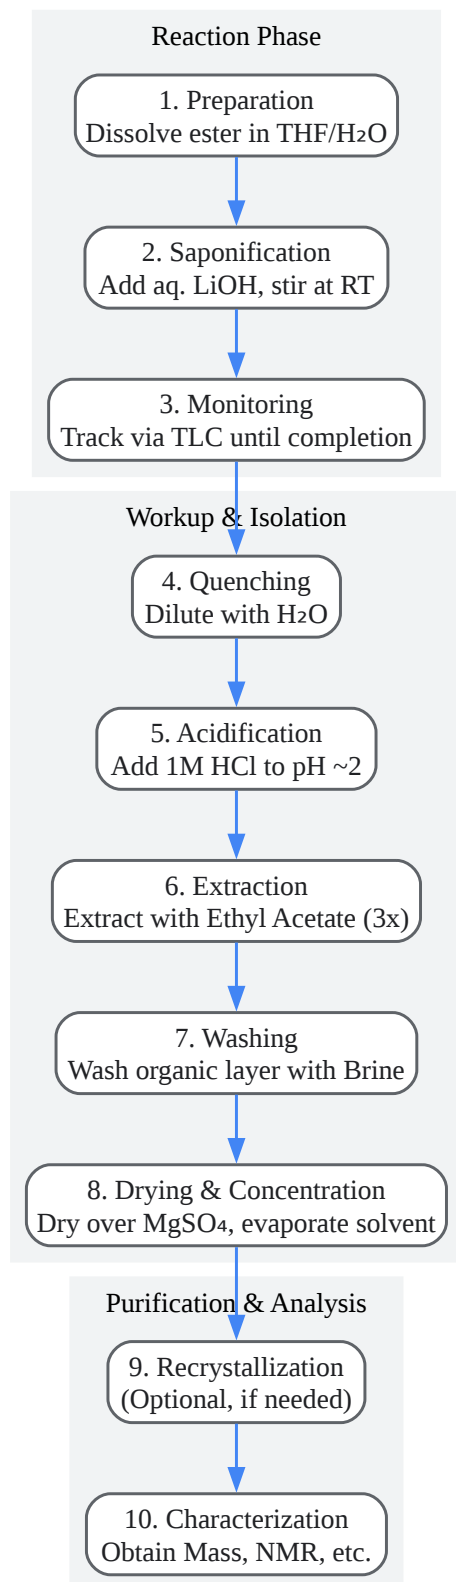 Reaction Phase
1. Preparation
Dissolve ester in THF/H₂O
2. Saponification
Add aq. LiOH, stir at RT
3. Monitoring
Track via TLC until completion
Workup & Isolation
4. Quenching
Dilute with H₂O
5. Acidification
Add 1M HCl to pH ~2
6. Extraction
Extract with Ethyl Acetate (3x)
7. Washing
Wash organic layer with Brine
8. Drying & Concentration
Dry over MgSO₄, evaporate solvent
Purification & Analysis
9. Recrystallization
(Optional, if needed)
10. Characterization
Obtain Mass, NMR, etc.